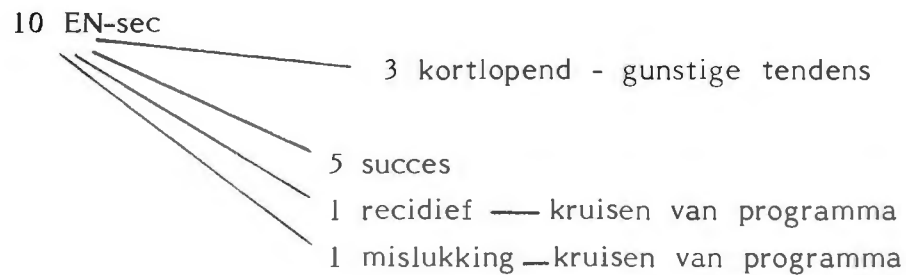 10 EN-sec
3 kortlopend - gunstige tendens
5 succes
1 recidief — kruisen van programma
1 mislukking — kruisen van programma